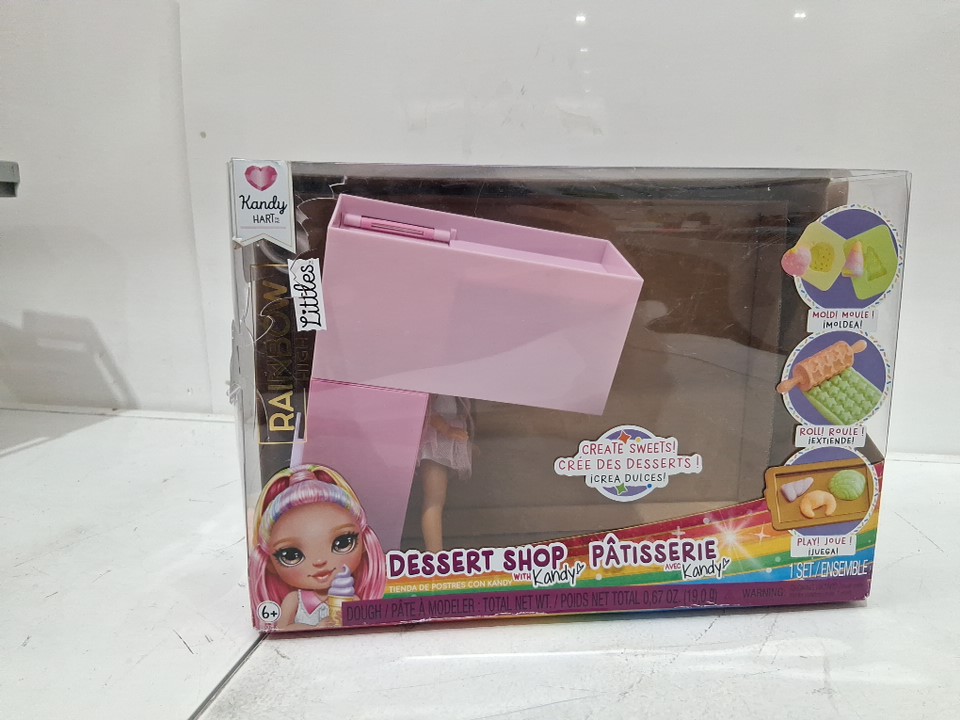 Kandy
HART™
RAINBOW
HIGH
Littles
MOLD! MOULE!
¡MOLDEA!
ROLL! ROULE!
¡EXTIENDE!
CREATE SWEETS!
CRÉE DES DESSERTS !
¡CREA DULCES!
PLAY! JOUE !
¡JUEGA!
DESSERT SHOP
WITH Kandy
PÂTISSERIE
AVEC Kandy
TIENDA DE POSTRES CON KANDY
1 SET/ENSEMBLE
6+
DOUGH / PÂTE À MODELER : TOTAL NET WT. / POIDS NET TOTAL 0,67 OZ. (19.0 g)
WARNING: